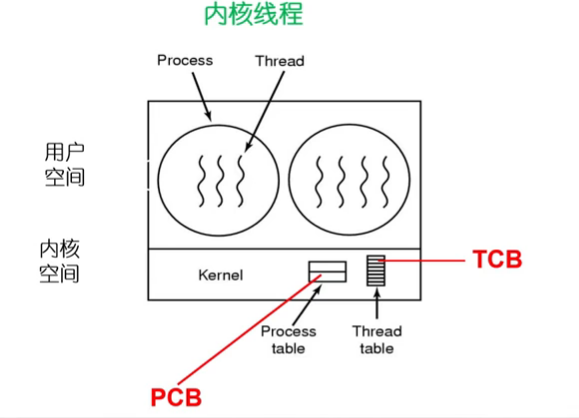 内核线程
Process
Thread
用户
空间
内核
空间
Kernel
TCB
Process
table
Thread
table
PCB